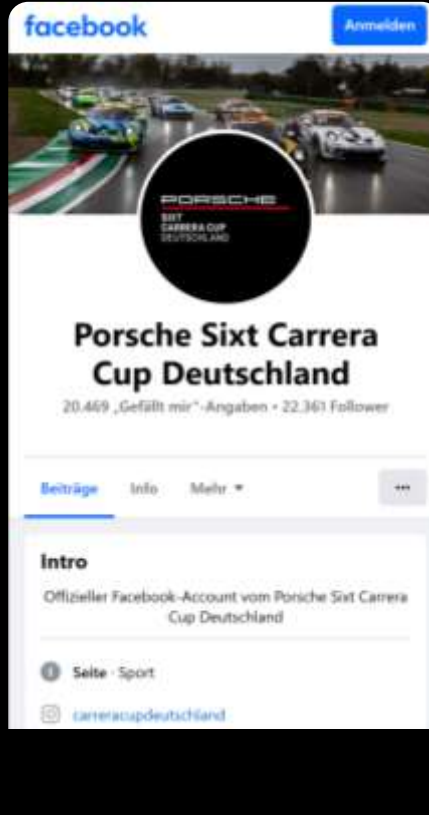 facebook
Anmelden
PORSCHE
SIXT
CARRERA CUP
DEUTSCHLAND
Porsche Sixt Carrera
Cup Deutschland
20.469 „Gefällt mir“-Angaben • 22.361 Follower
Beiträge Info Mehr
Intro
Offizieller Facebook-Account vom Porsche Sixt Carrera
Cup Deutschland
Seite · Sport
carreracupdeutschland